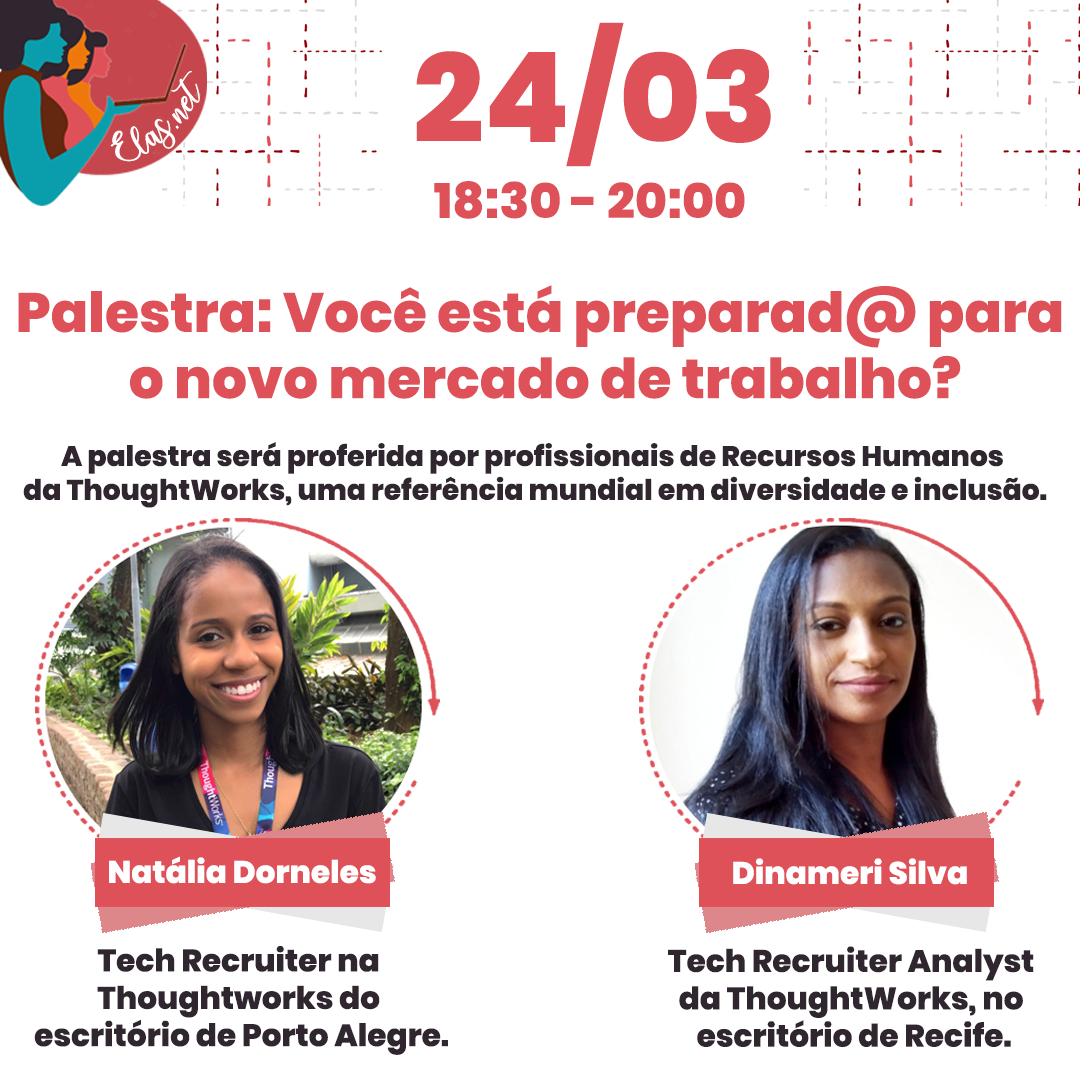 Elas.net
24/03
18:30 - 20:00
Palestra: Você está preparad@ para
o novo mercado de trabalho?
A palestra será proferida por profissionais de Recursos Humanos
da ThoughtWorks, uma referência mundial em diversidade e inclusão.
ThoughtWorks
Thou
Natália Dorneles
Dinameri Silva
Tech Recruiter na
Thoughtworks do
escritório de Porto Alegre.
Tech Recruiter Analyst
da ThoughtWorks, no
escritório de Recife.